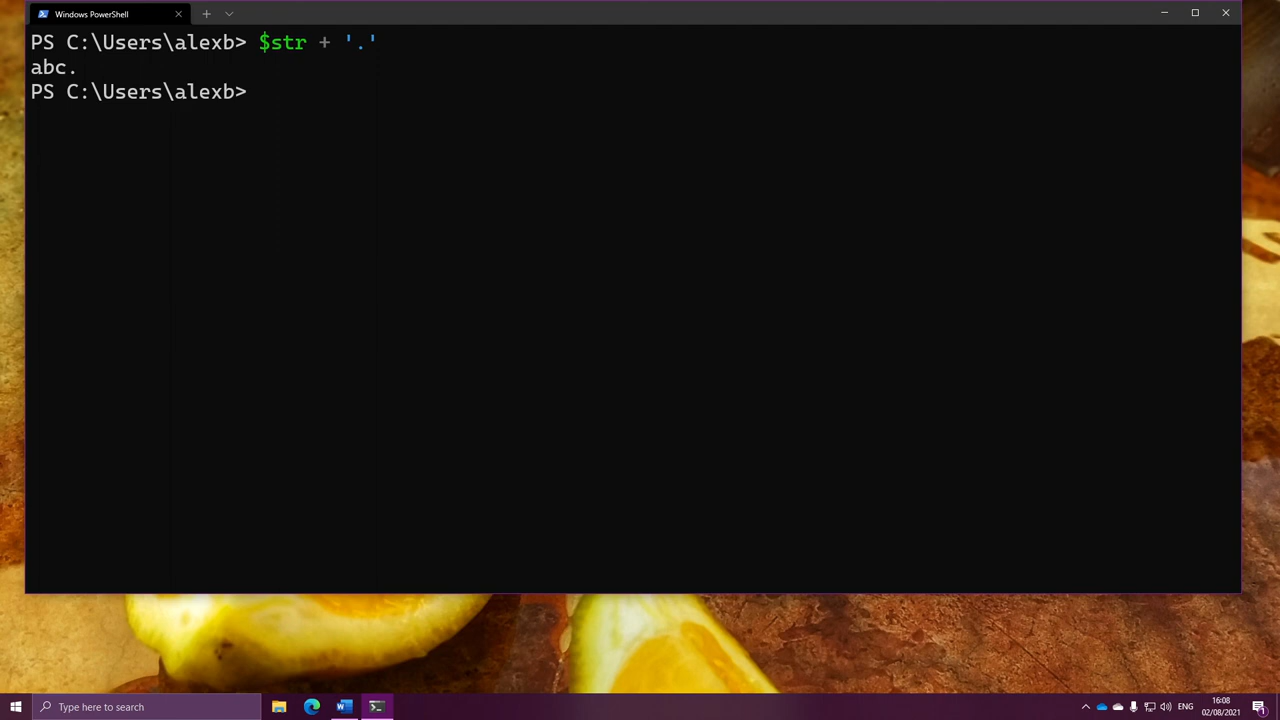 Windows PowerShell
PS C:\Users\alexb> $str + '.'
abc.
PS C:\Users\alexb>
Type here to search
ENG
16:08
02/08/2021
1